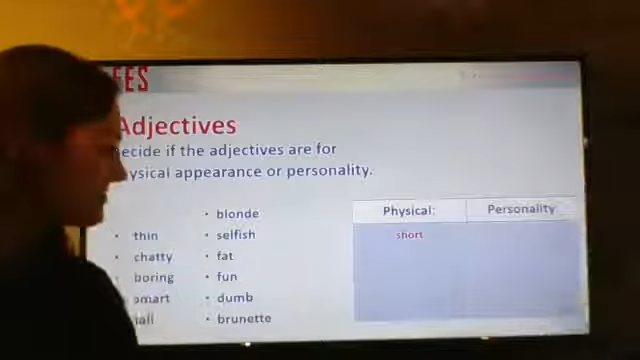 EES
Adjectives
ecide if the adjectives are for
ysical appearance or personality.
Physical:
Personality
short
thin
chatty
boring
smart
• blonde
• selfish
• fat
• fun
• dumb
• brunette